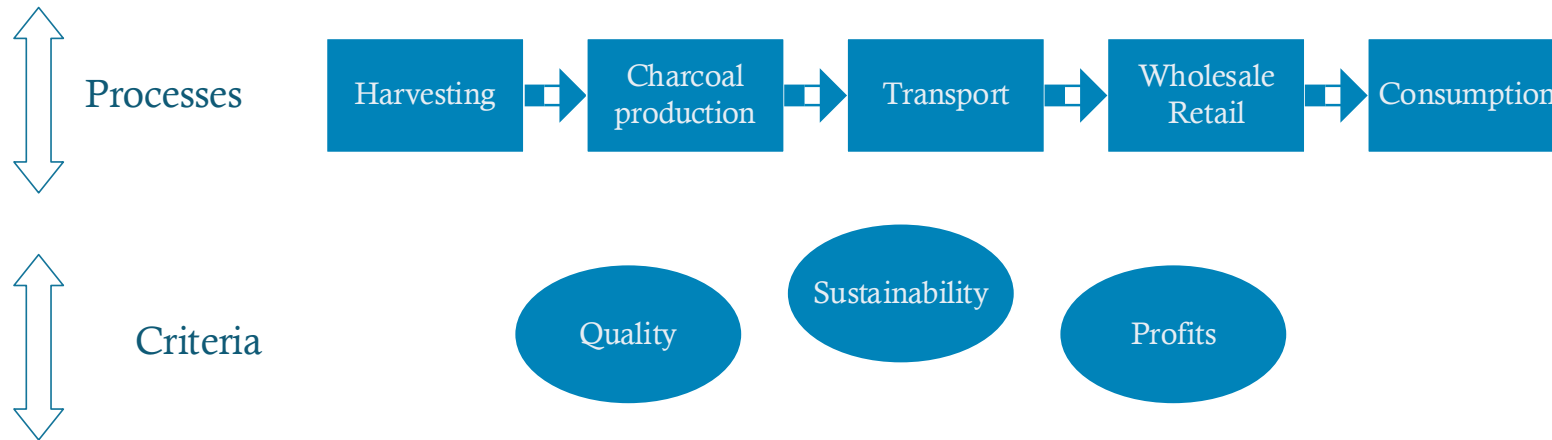 Processes
Harvesting
Charcoal
production
Transport
Wholesale
Retail
Consumption
Criteria
Quality
Sustainability
Profits